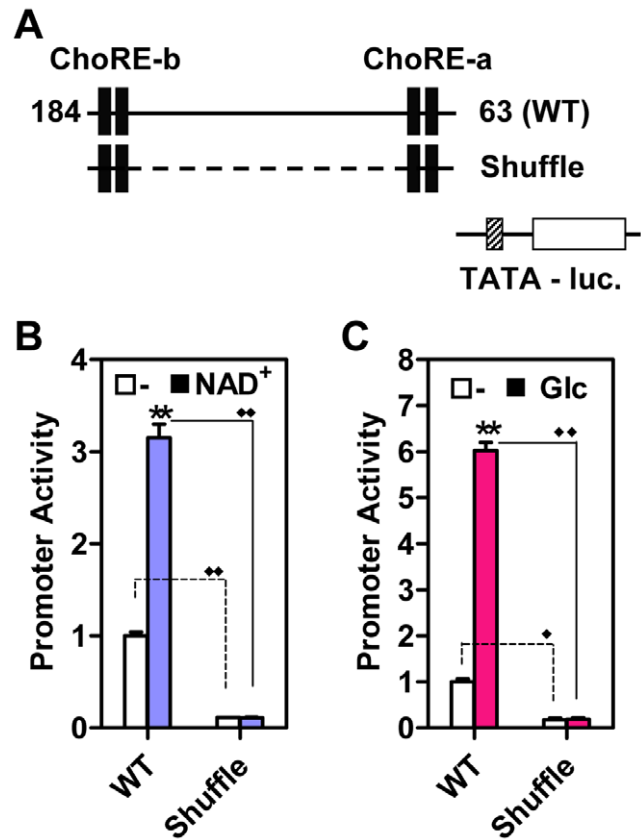 A
ChoRE-b ChoRE-a
184 63 (WT)
Shuffle
TATA - luc.
B
Promoter Activity
4
3
2
1
0
- NAD+
**
◆◆
◆◆
WT
Shuffle
C
Promoter Activity
8
7
6
5
4
3
2
1
0
- Glc
**
◆◆
◆
WT
Shuffle